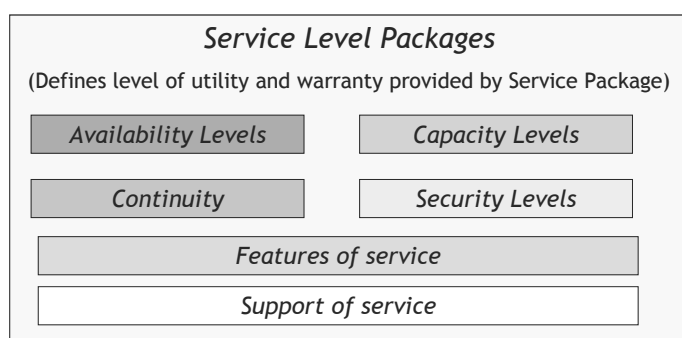 Service Level Packages
(Defines level of utility and warranty provided by Service Package)
Availability Levels
Capacity Levels
Continuity
Security Levels
Features of service
Support of service